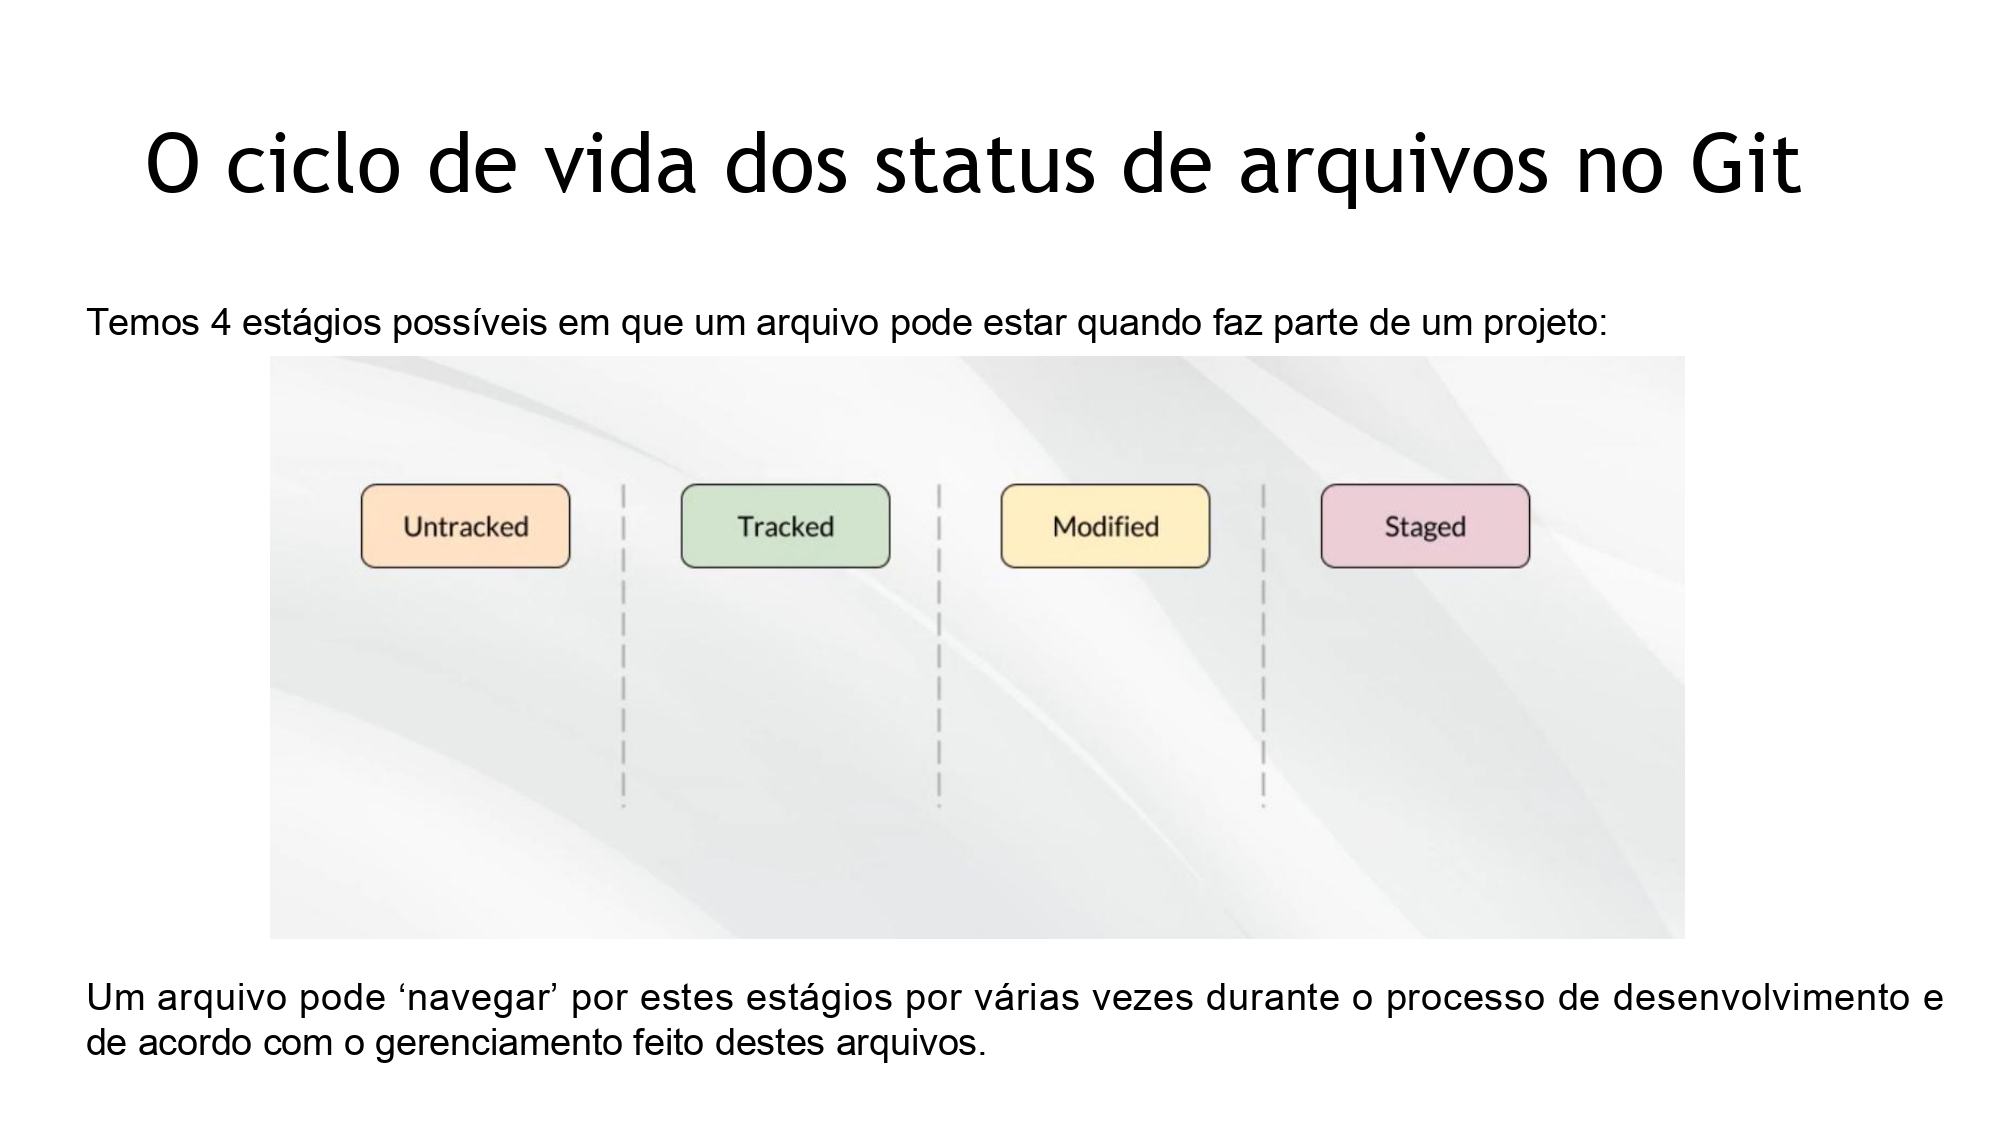 O ciclo de vida dos status de arquivos no Git
Temos 4 estágios possíveis em que um arquivo pode estar quando faz parte de um projeto:
Untracked
Tracked
Modified
Staged
Um arquivo pode ‘navegar’ por estes estágios por várias vezes durante o processo de desenvolvimento e
de acordo com o gerenciamento feito destes arquivos.